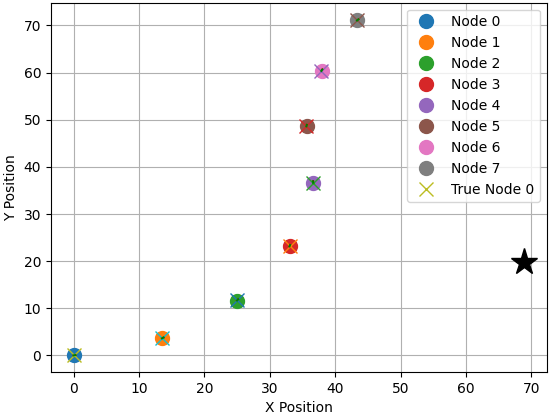 70
60
50
40
30
20
10
0
Y Position
0 10 20 30 40 50 60 70
X Position
Node 0
Node 1
Node 2
Node 3
Node 4
Node 5
Node 6
Node 7
True Node 0